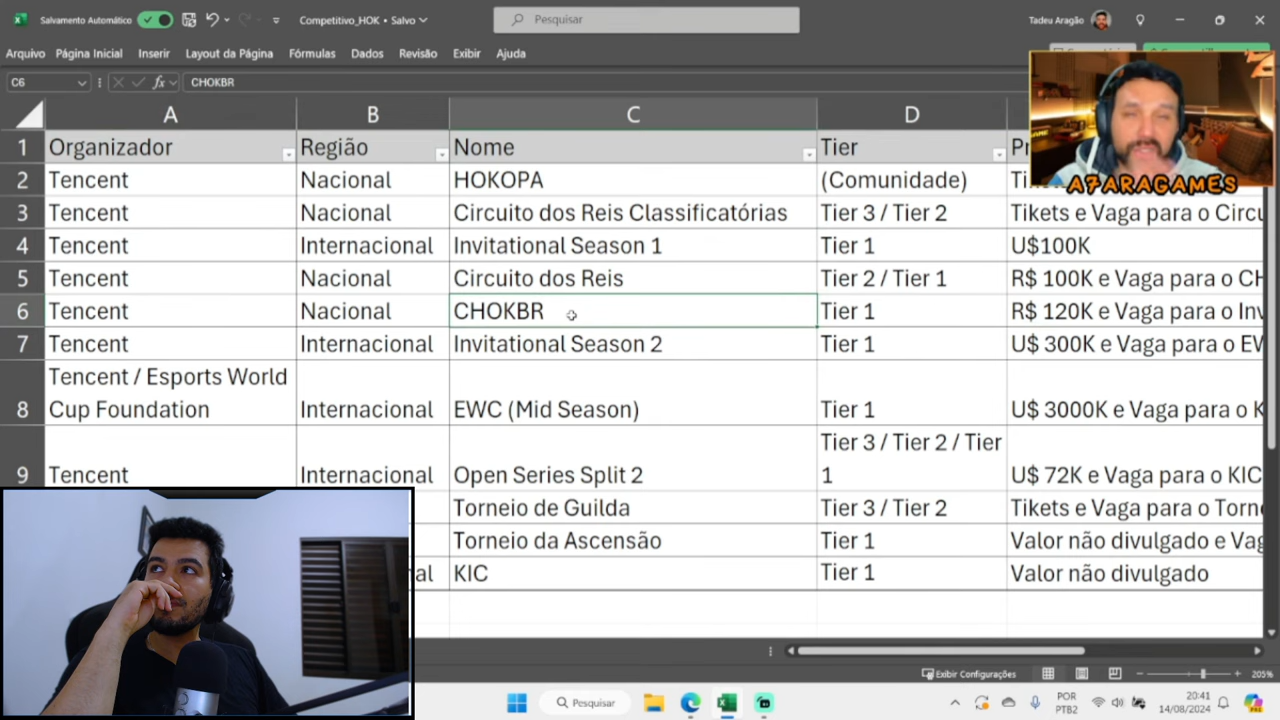 Salvamento Automático
Competitivo_HOK • Salvo
Pesquisar
Tadeu Aragão
Arquivo Página Inicial Inserir Layout da Página Fórmulas Dados Revisão Exibir Ajuda
C6 fx CHOKBR
A B C D
1 Organizador Região Nome Tier
2 Tencent Nacional HOKOPA (Comunidade)
3 Tencent Nacional Circuito dos Reis Classificatórias Tier 3 / Tier 2 Tikets e Vaga para o Circu
4 Tencent Internacional Invitational Season 1 Tier 1 U$100K
5 Tencent Nacional Circuito dos Reis Tier 2 / Tier 1 R$ 100K e Vaga para o CH
6 Tencent Nacional CHOKBR Tier 1 R$ 120K e Vaga para o Inv
7 Tencent Internacional Invitational Season 2 Tier 1 U$ 300K e Vaga para o EW
Tencent / Esports World
8 Cup Foundation Internacional EWC (Mid Season) Tier 1 U$ 3000K e Vaga para o K
Tier 3 / Tier 2 / Tier
9 Tencent Internacional Open Series Split 2 1 U$ 72K e Vaga para o KIC
Torneio de Guilda Tier 3 / Tier 2 Tikets e Vaga para o Torne
Torneio da Ascensão Tier 1 Valor não divulgado e Vag
al KIC Tier 1 Valor não divulgado
A7ARAGAMES
Exibir Configurações
205%
Pesquisar
POR
PTB2
20:41
14/08/2024